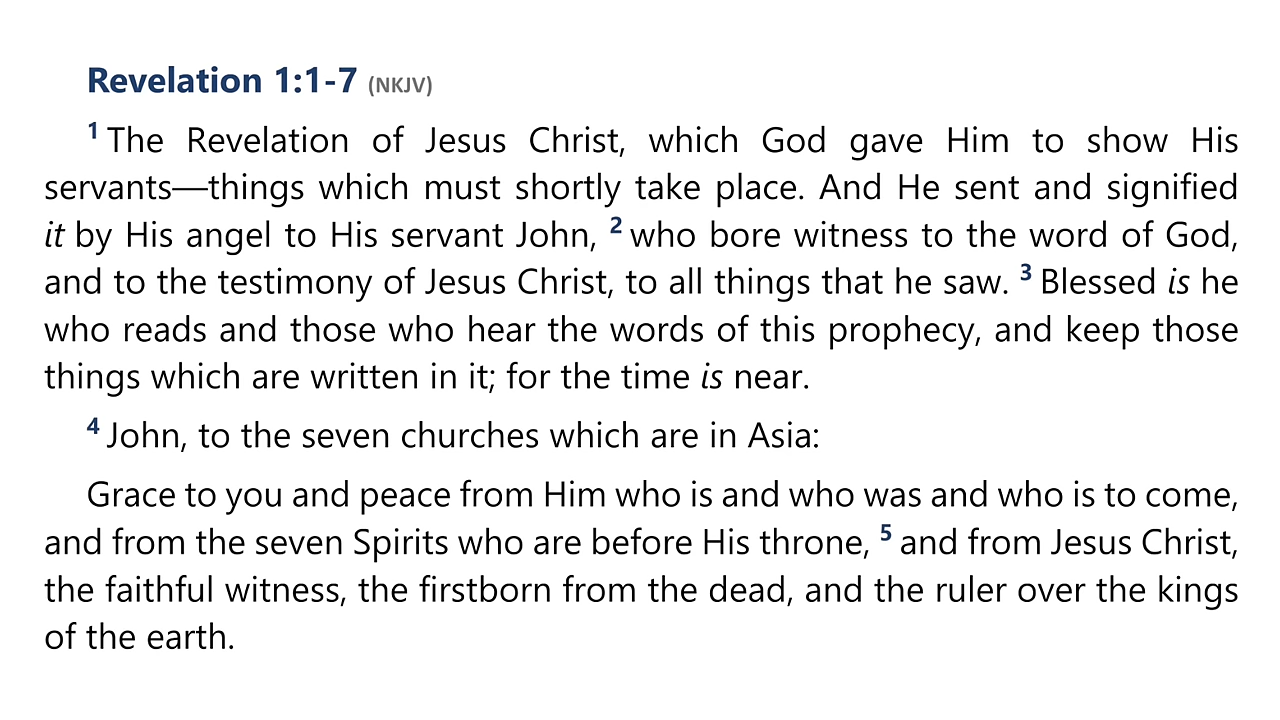 Revelation 1:1-7 (NKJV)
1 The Revelation of Jesus Christ, which God gave Him to show His
servants—things which must shortly take place. And He sent and signified
it by His angel to His servant John, 2 who bore witness to the word of God,
and to the testimony of Jesus Christ, to all things that he saw. 3 Blessed is he
who reads and those who hear the words of this prophecy, and keep those
things which are written in it; for the time is near.
4 John, to the seven churches which are in Asia:
Grace to you and peace from Him who is and who was and who is to come,
and from the seven Spirits who are before His throne, 5 and from Jesus Christ,
the faithful witness, the firstborn from the dead, and the ruler over the kings
of the earth.